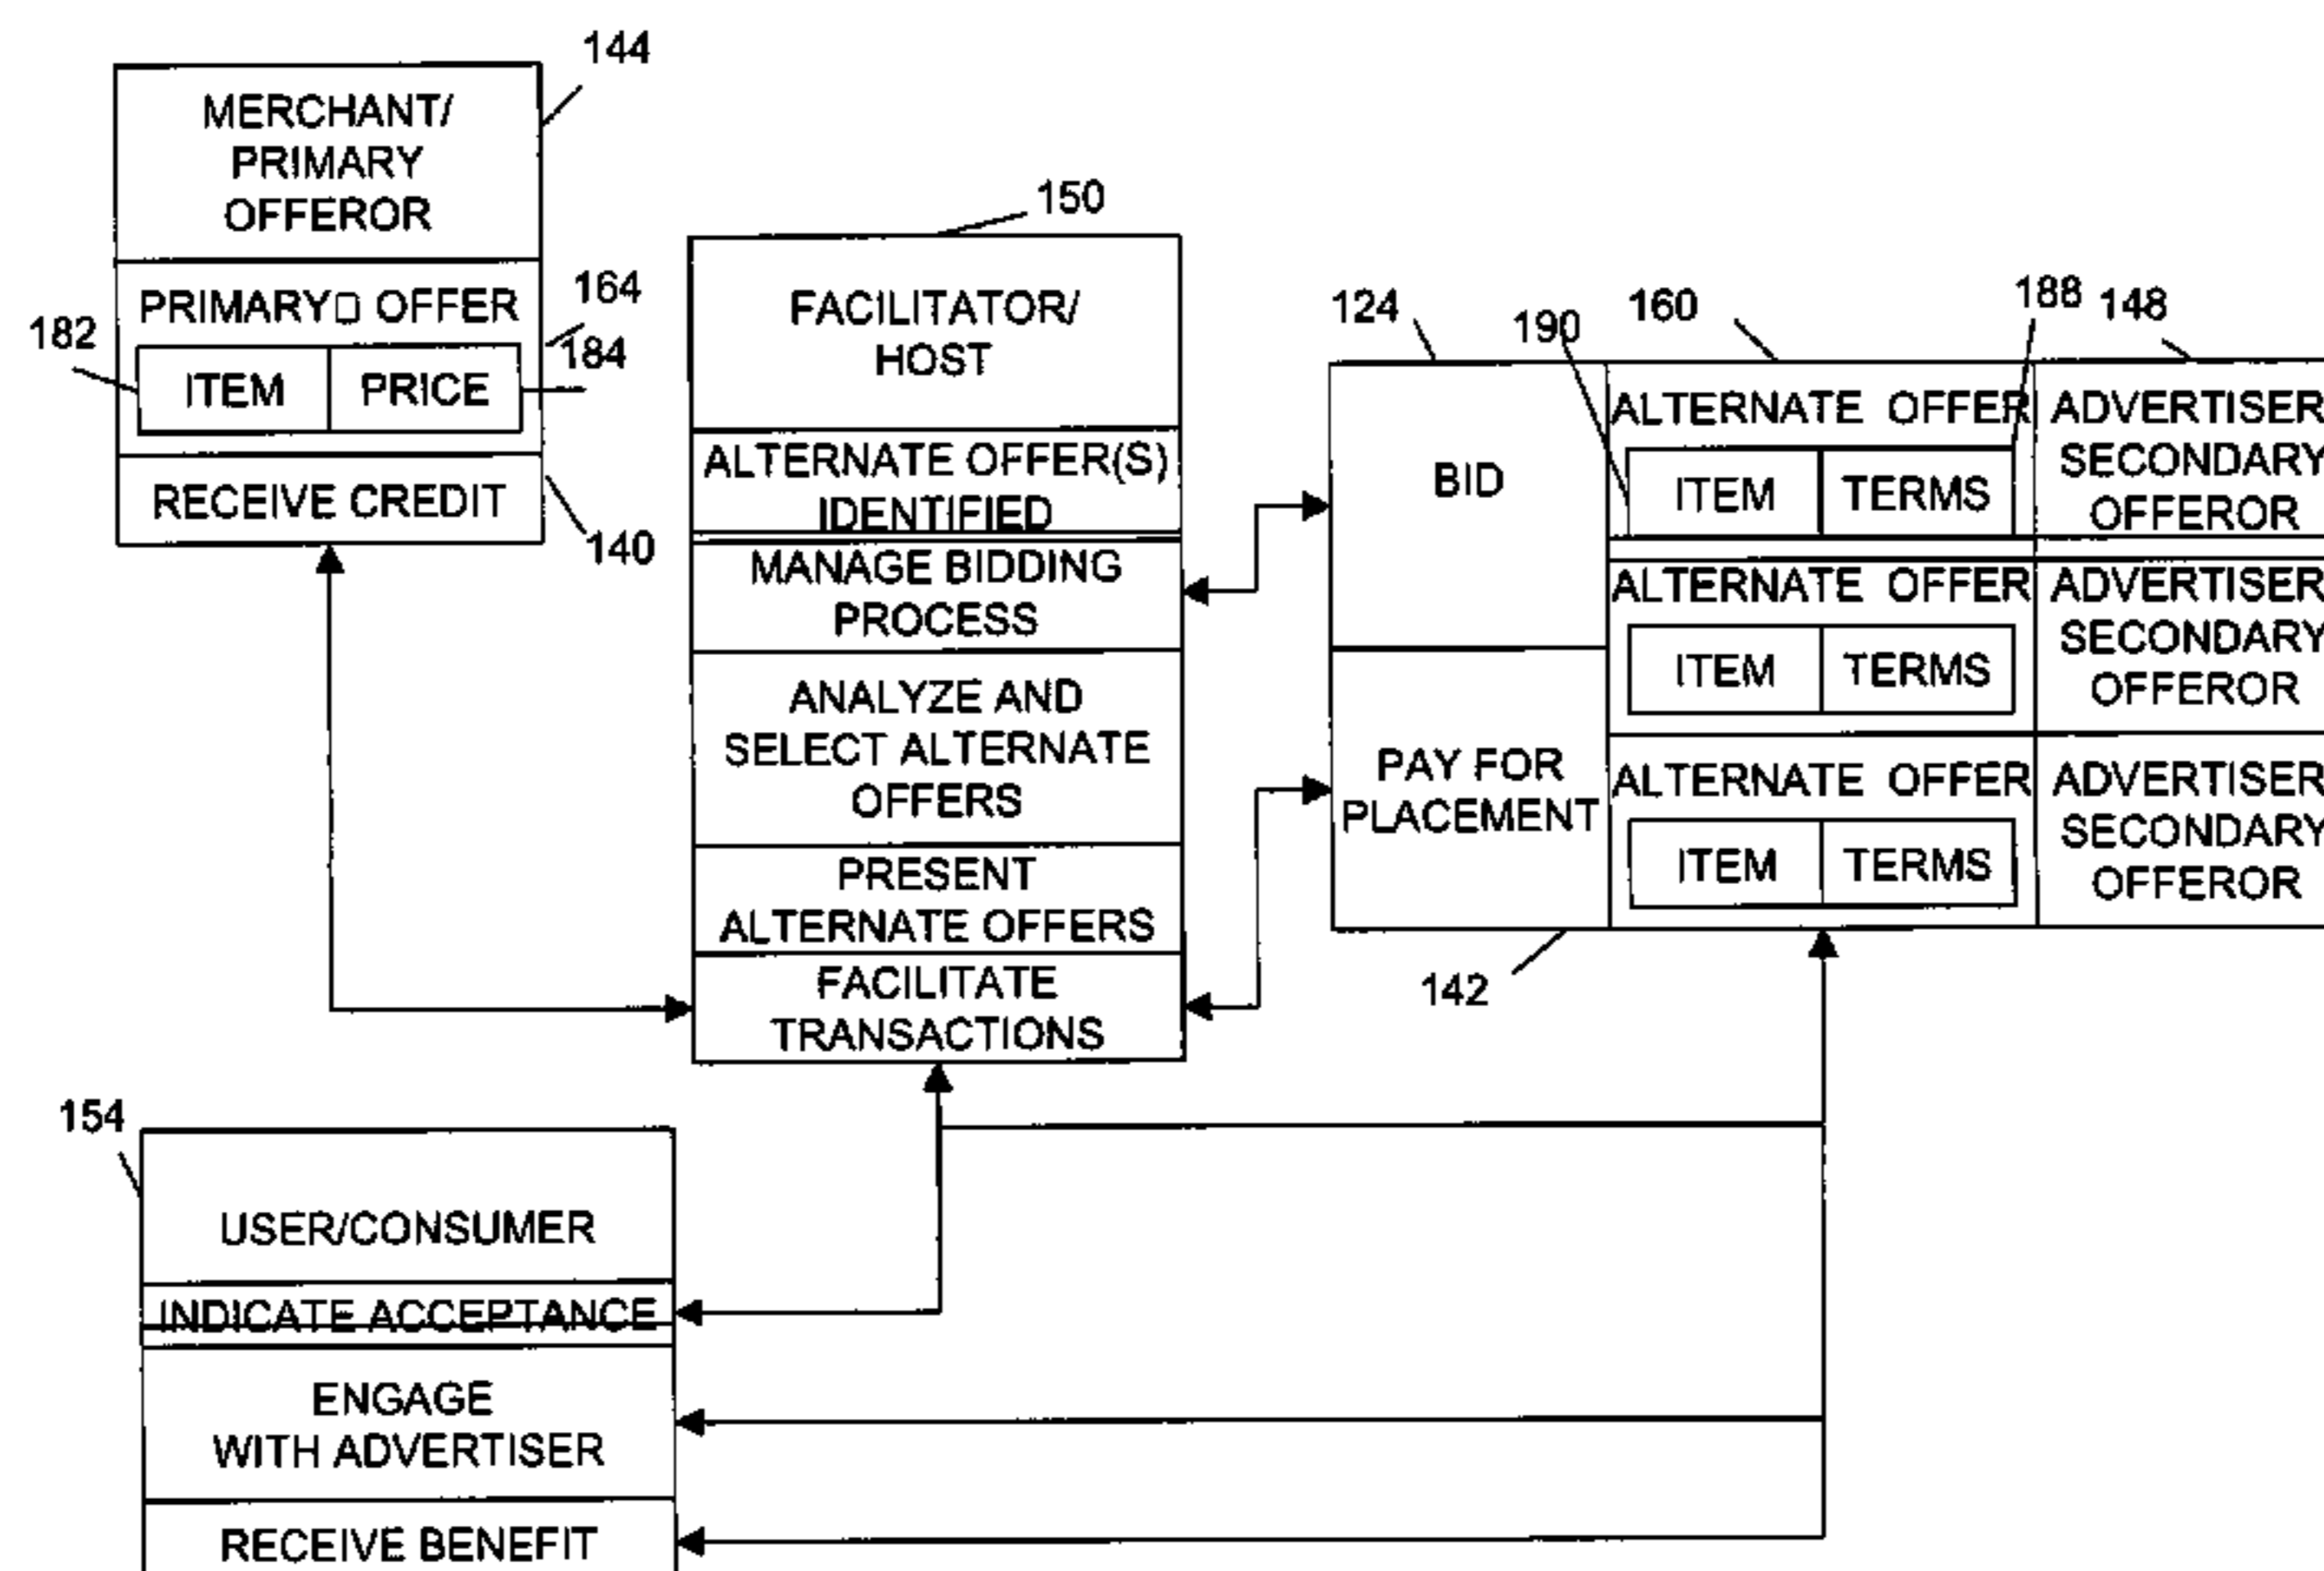 144
MERCHANT/
PRIMARY
OFFEROR
PRIMARY□ OFFER
164
182
184
ITEM PRICE
RECEIVE CREDIT
140
150
FACILITATOR/
HOST
ALTERNATE OFFER(S)
IDENTIFIED
MANAGE BIDDING
PROCESS
ANALYZE AND
SELECT ALTERNATE
OFFERS
PRESENT
ALTERNATE OFFERS
FACILITATE
TRANSACTIONS
124
190
160
188
148
BID
PAY FOR
PLACEMENT
142
ALTERNATE OFFER
ITEM TERMS
ADVERTISER
SECONDARY
OFFEROR
ALTERNATE OFFER
ITEM TERMS
ADVERTISER
SECONDARY
OFFEROR
ALTERNATE OFFER
ITEM TERMS
ADVERTISER
SECONDARY
OFFEROR
154
USER/CONSUMER
INDICATE ACCEPTANCE
ENGAGE
WITH ADVERTISER
RECEIVE BENEFIT